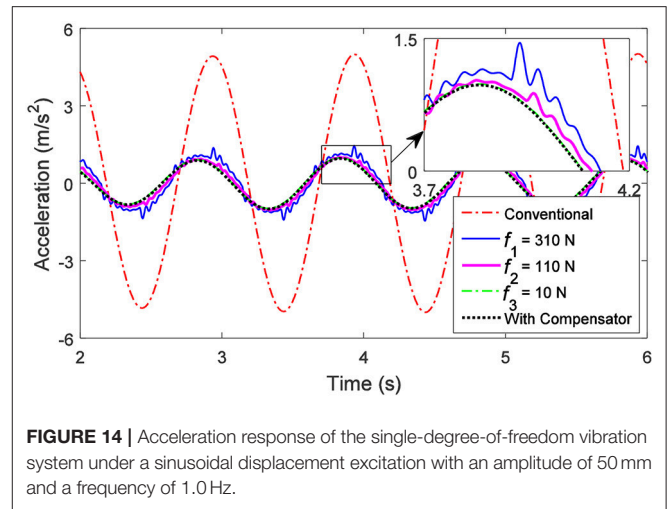 6
3
0
-3
-6
Acceleration (m/s²)
1.5
0
3.7
4.2
Conventional
f₁ = 310 N
f₂ = 110 N
f₃ = 10 N
With Compensator
2
3
4
5
6
Time (s)
FIGURE 14 | Acceleration response of the single-degree-of-freedom vibration
system under a sinusoidal displacement excitation with an amplitude of 50 mm
and a frequency of 1.0 Hz.